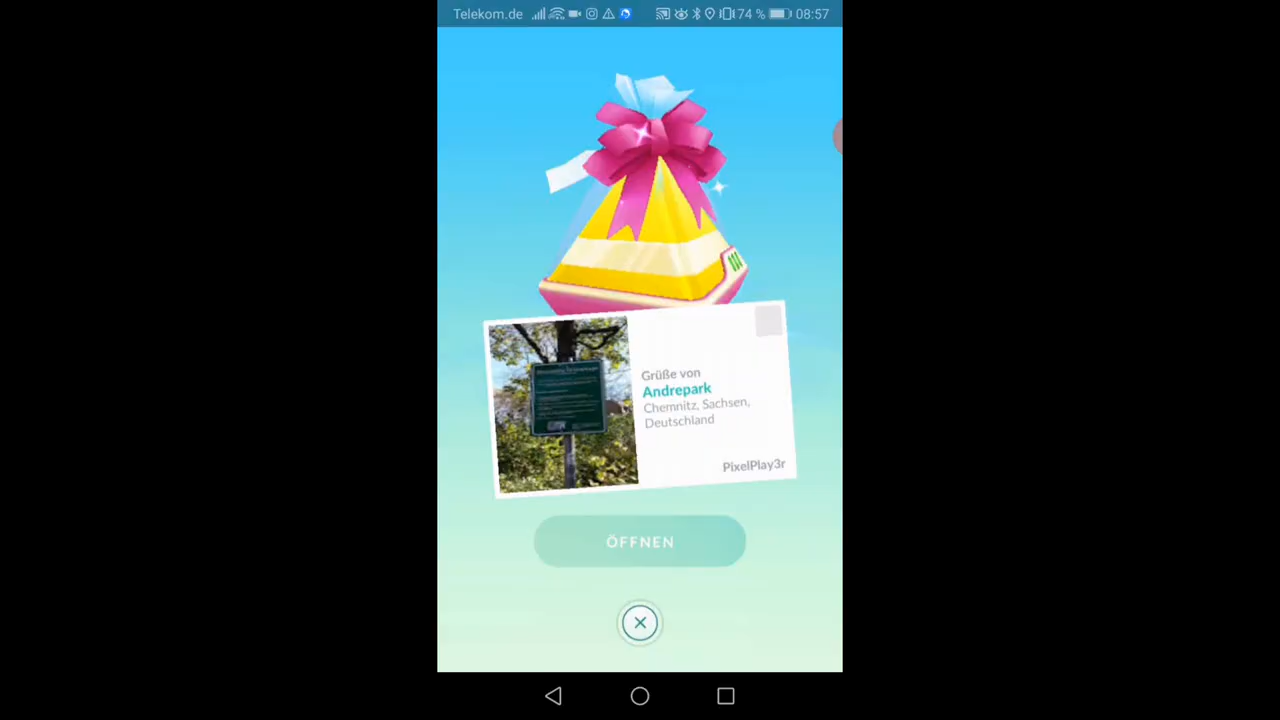 Telekom.de 74 % 08:57
Grüße von
Andrepark
Chemnitz, Sachsen,
Deutschland
PixelPlay3r
ÖFFNEN